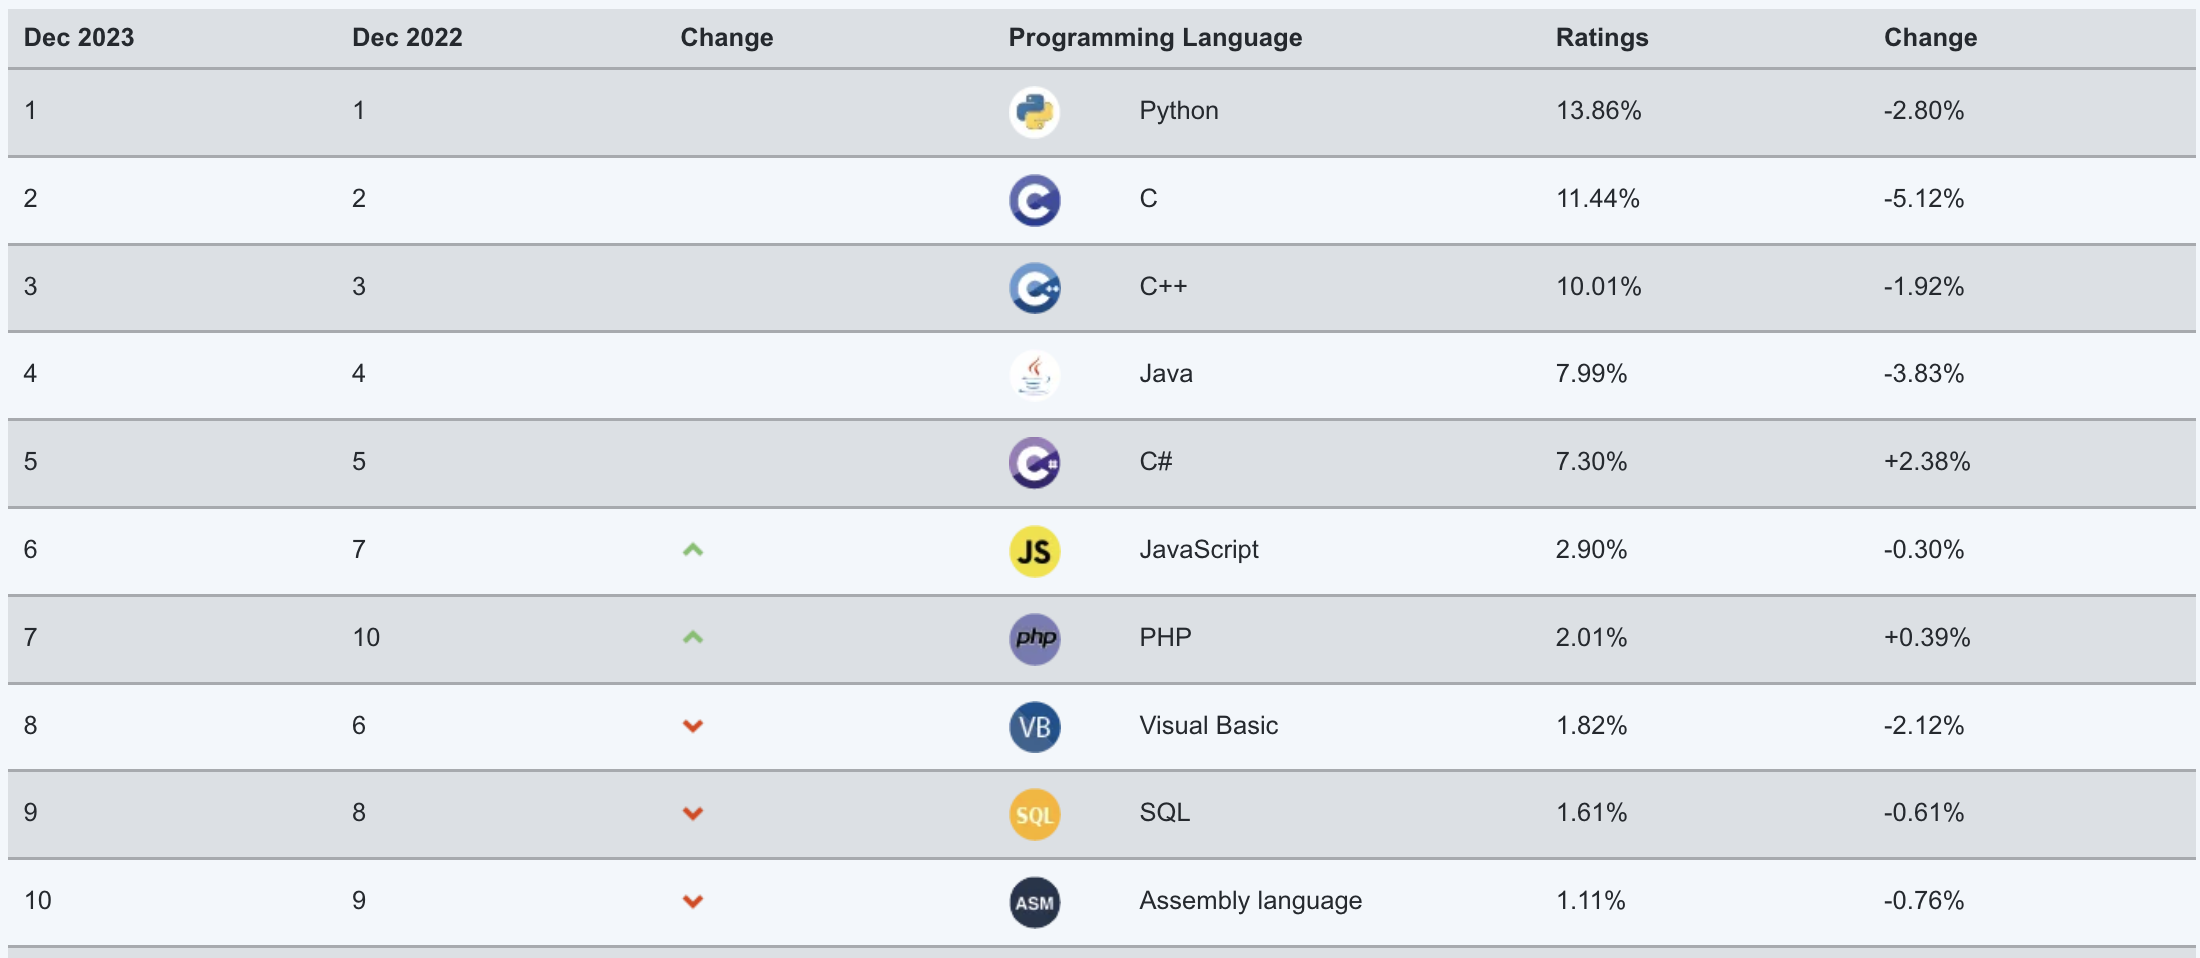 Dec 2023 Dec 2022 Change Programming Language Ratings Change
1 1 Python 13.86% -2.80%
2 2 C C 11.44% -5.12%
3 3 C++ C++ 10.01% -1.92%
4 4 Java 7.99% -3.83%
5 5 C# C# 7.30% +2.38%
6 7 JS JavaScript 2.90% -0.30%
7 10 php PHP 2.01% +0.39%
8 6 VB Visual Basic 1.82% -2.12%
9 8 SQL SQL 1.61% -0.61%
10 9 ASM Assembly language 1.11% -0.76%